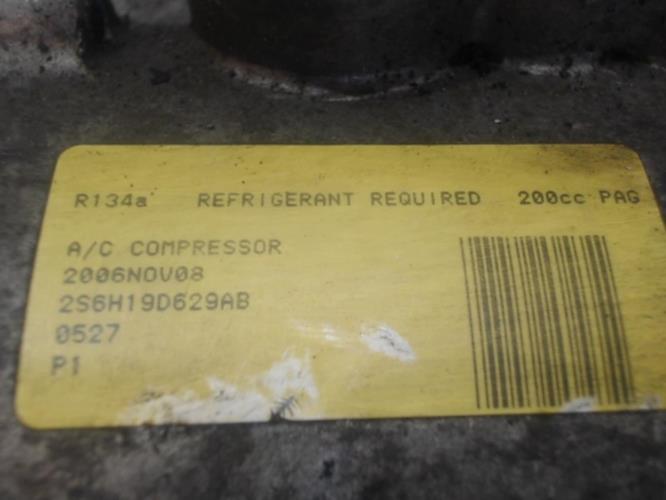 R134a REFRIGERANT REQUIRED 200cc PAG
A/C COMPRESSOR
2006NOV08
2S6H19D629AB
0527
P1